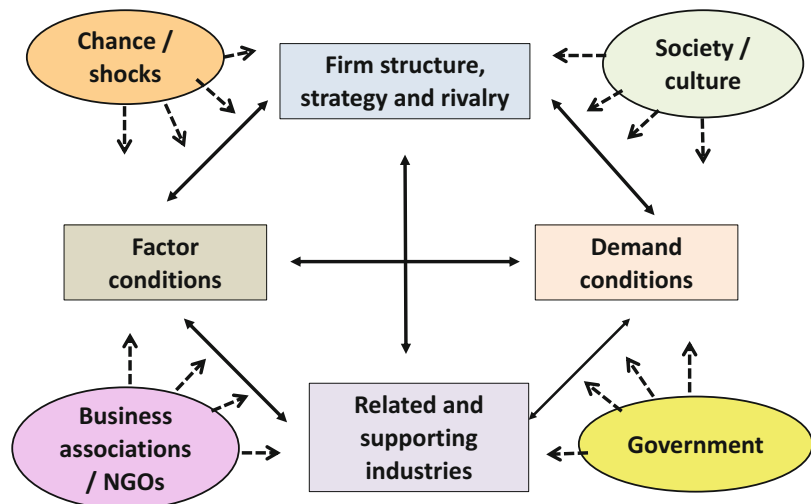 Chance /
shocks
Firm structure,
strategy and rivalry
Society /
culture
Factor
conditions
Demand
conditions
Business
associations
/ NGOs
Related and
supporting
industries
Government